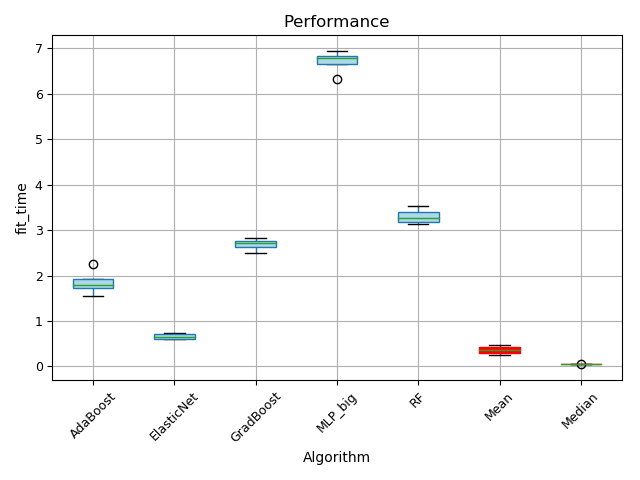 Performance
7
6
5
4
3
2
1
0
fit_time
AdaBoost
ElasticNet
GradBoost
MLP_big
RF
Mean
Median
Algorithm